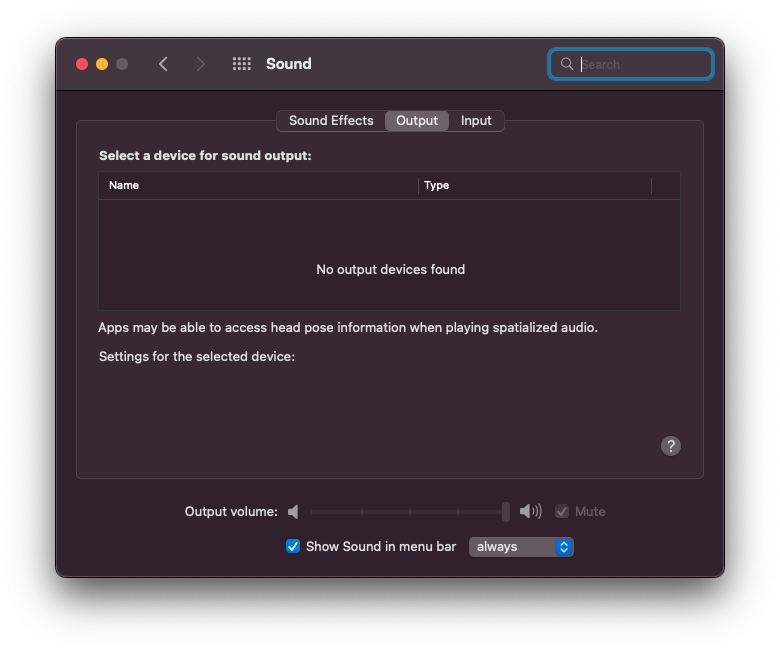 Sound
Search
Sound Effects Output Input
Select a device for sound output:
Name Type
No output devices found
Apps may be able to access head pose information when playing spatialized audio.
Settings for the selected device:
?
Output volume: Mute
Show Sound in menu bar always